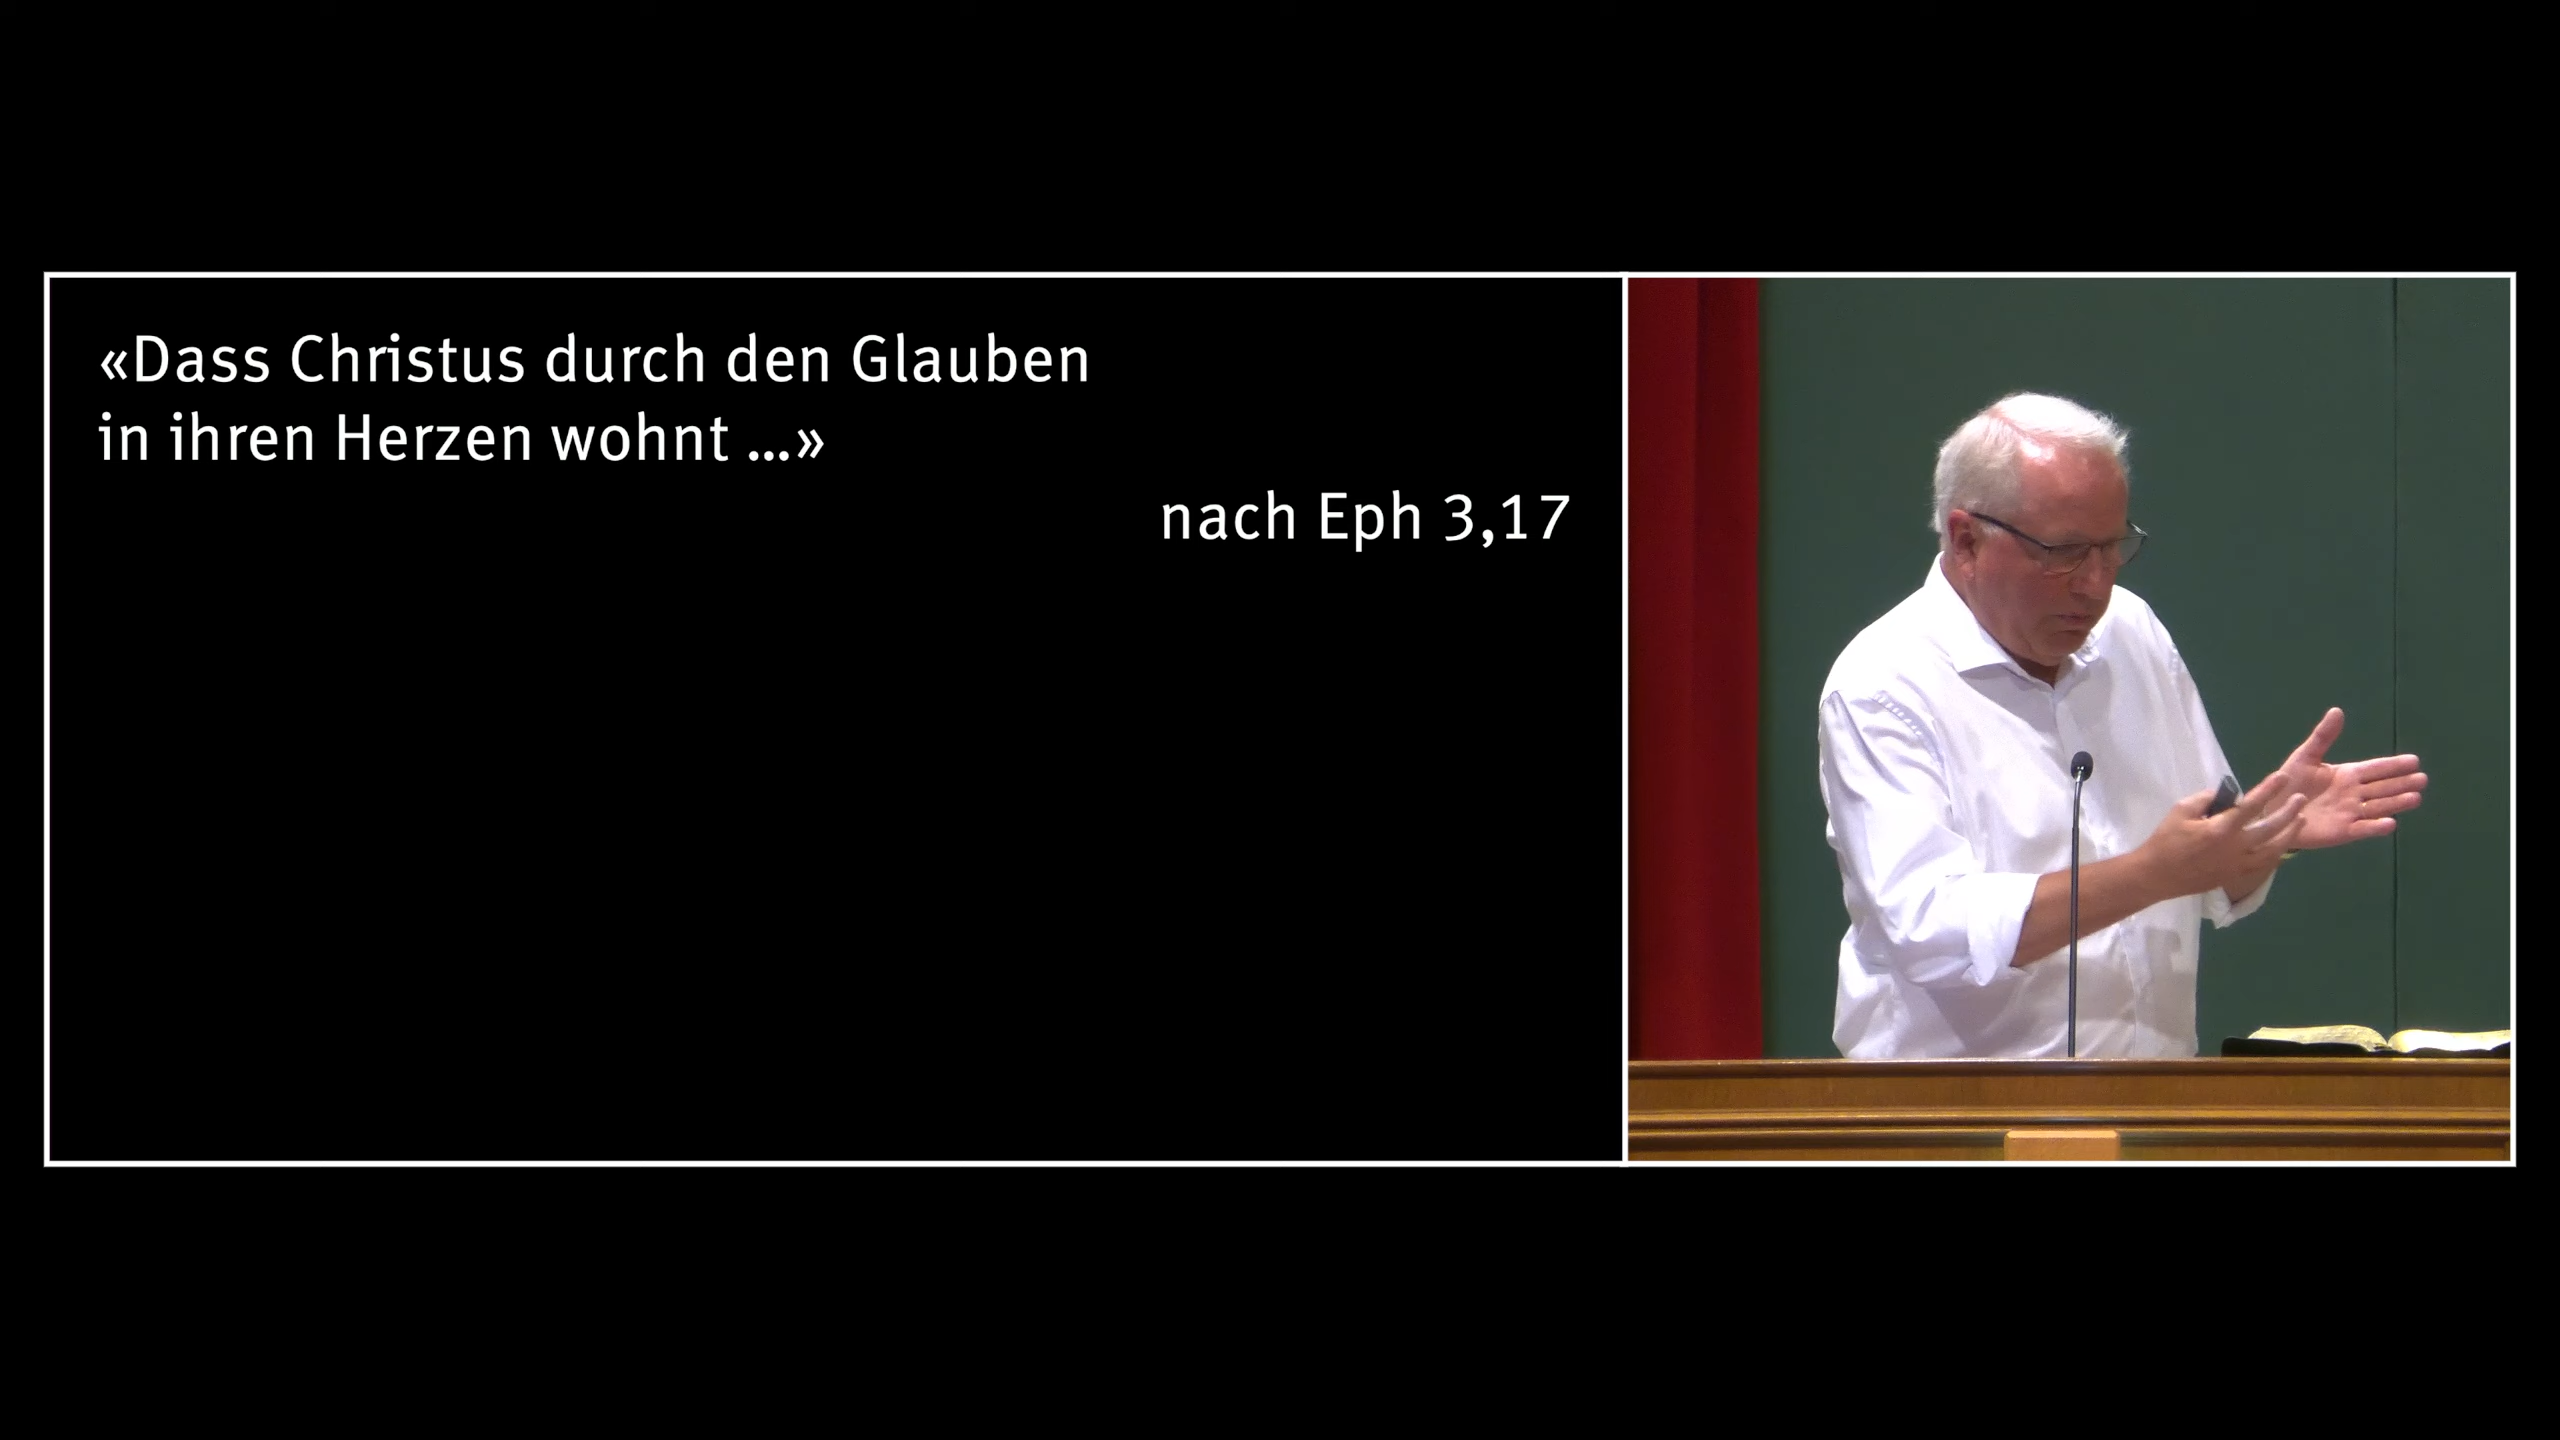 «Dass Christus durch den Glauben
in ihren Herzen wohnt ...»
nach Eph 3,17